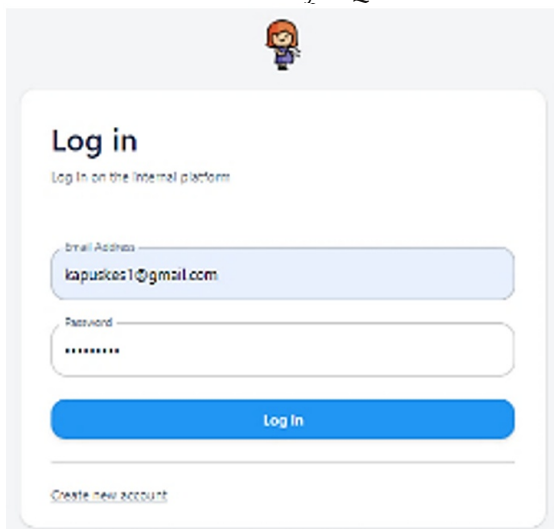 Log in
Log in on the internal platform
Email Address
kapuskes1@gmail.com
Password
•••••••••
Log In
Create new account